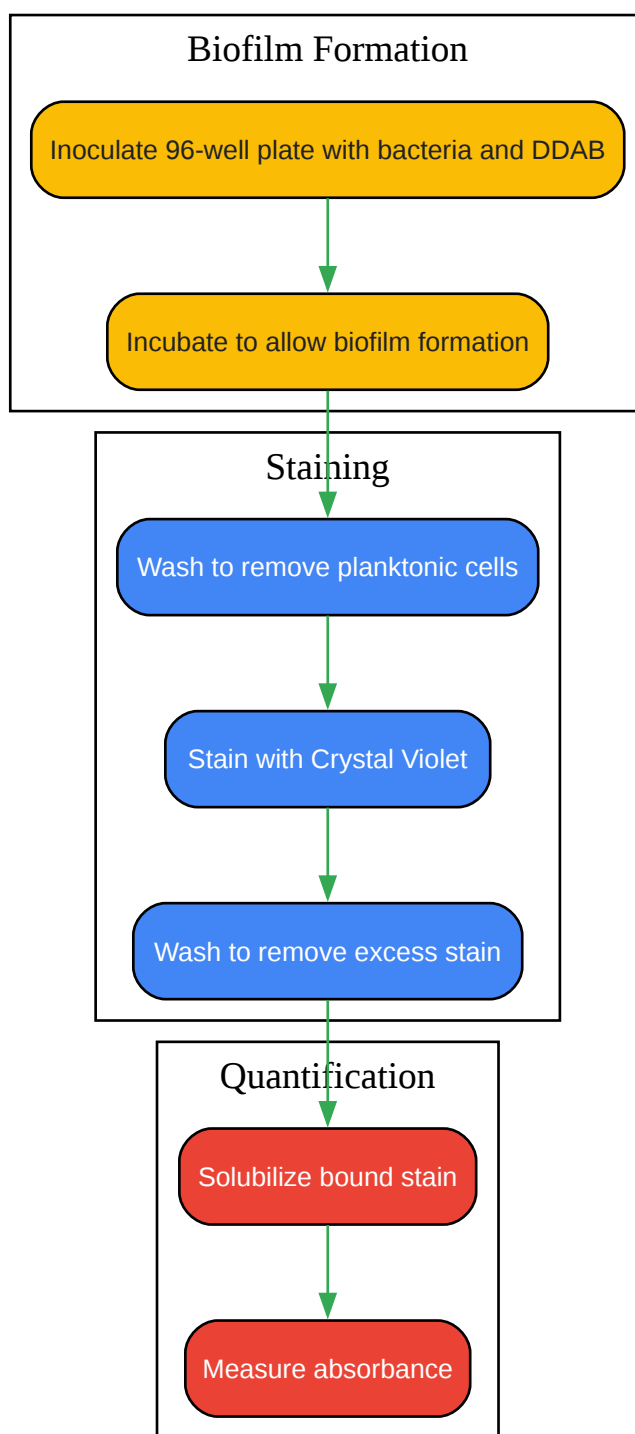 Biofilm Formation
Inoculate 96-well plate with bacteria and DDAB
Incubate to allow biofilm formation
Staining
Wash to remove planktonic cells
Stain with Crystal Violet
Wash to remove excess stain
Quantification
Solubilize bound stain
Measure absorbance